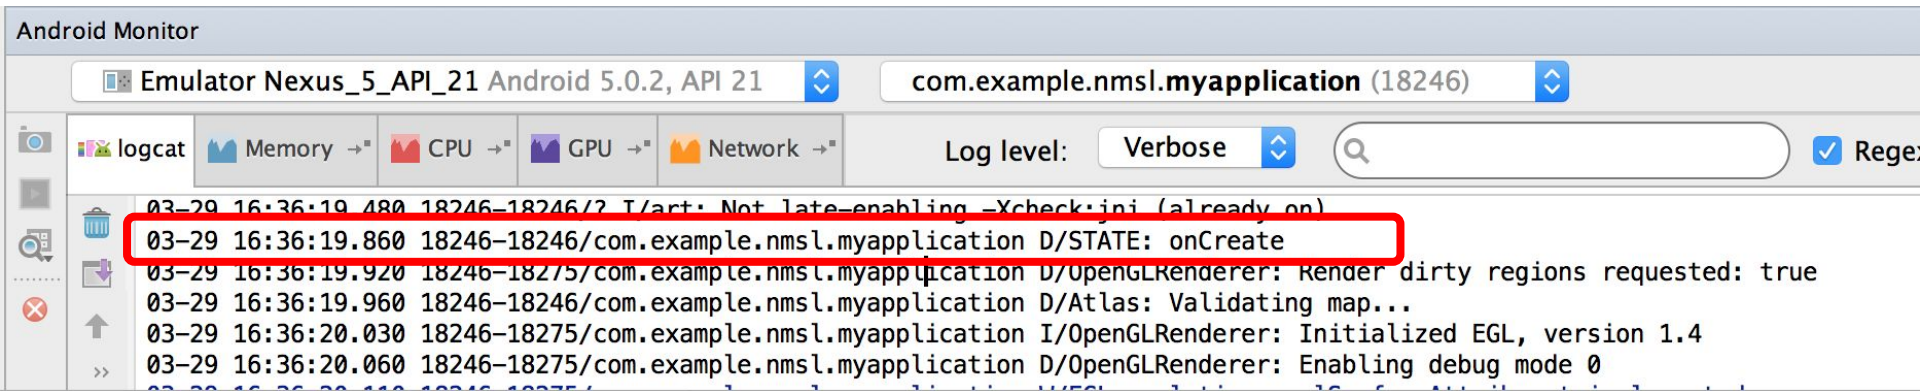 Android Monitor
Emulator Nexus_5_API_21 Android 5.0.2, API 21 com.example.nmsl.myapplication (18246)
logcat Memory CPU GPU Network Log level: Verbose Regex
03-29 16:36:19.480 18246-18246/? I/art: Not late-enabling -Xcheck:jni (already on)
03-29 16:36:19.860 18246-18246/com.example.nmsl.myapplication D/STATE: onCreate
03-29 16:36:19.920 18246-18275/com.example.nmsl.myapplication D/OpenGLRenderer: Render dirty regions requested: true
03-29 16:36:19.960 18246-18246/com.example.nmsl.myapplication D/Atlas: Validating map...
03-29 16:36:20.030 18246-18275/com.example.nmsl.myapplication I/OpenGLRenderer: Initialized EGL, version 1.4
03-29 16:36:20.060 18246-18275/com.example.nmsl.myapplication D/OpenGLRenderer: Enabling debug mode 0